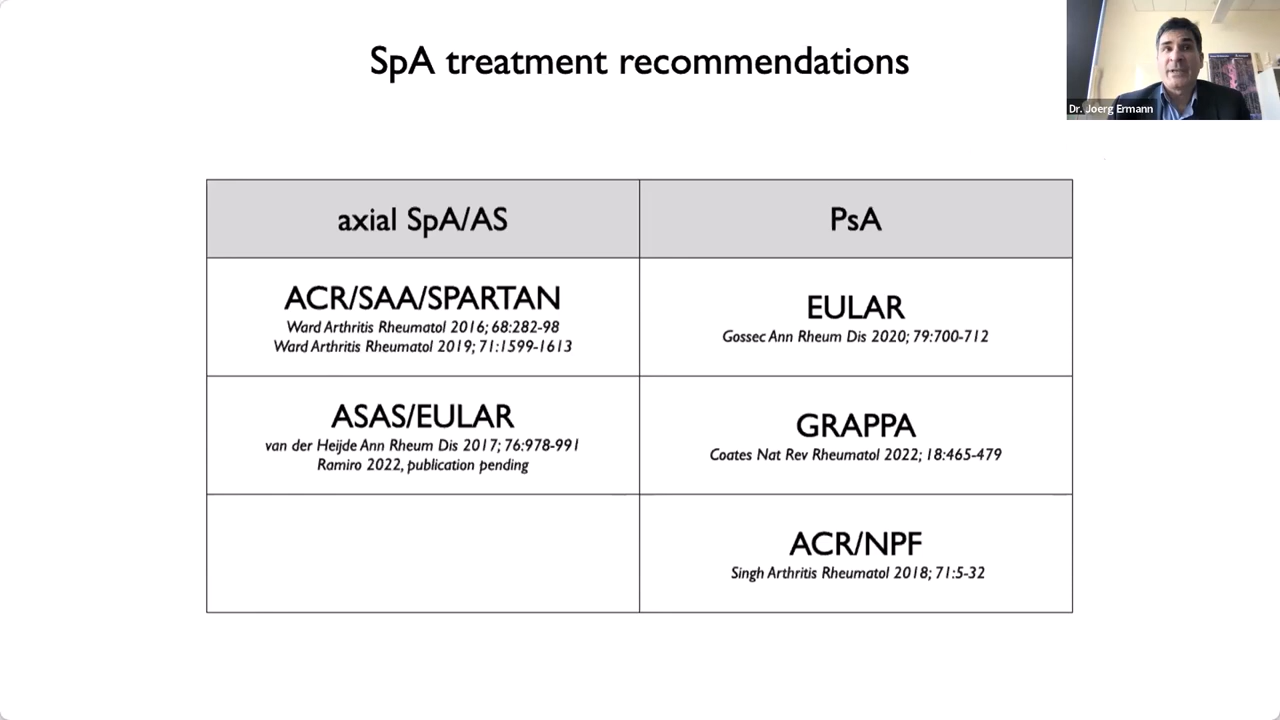 SpA treatment recommendations
Dr. Joerg Ermann
axial SpA/AS
PsA
ACR/SAA/SPARTAN
Ward Arthritis Rheumatol 2016; 68:282-98
Ward Arthritis Rheumatol 2019; 71:1599-1613
EULAR
Gossec Ann Rheum Dis 2020; 79:700-712
ASAS/EULAR
van der Heijde Ann Rheum Dis 2017; 76:978-991
Ramiro 2022, publication pending
GRAPPA
Coates Nat Rev Rheumatol 2022; 18:465-479
ACR/NPF
Singh Arthritis Rheumatol 2018; 71:5-32